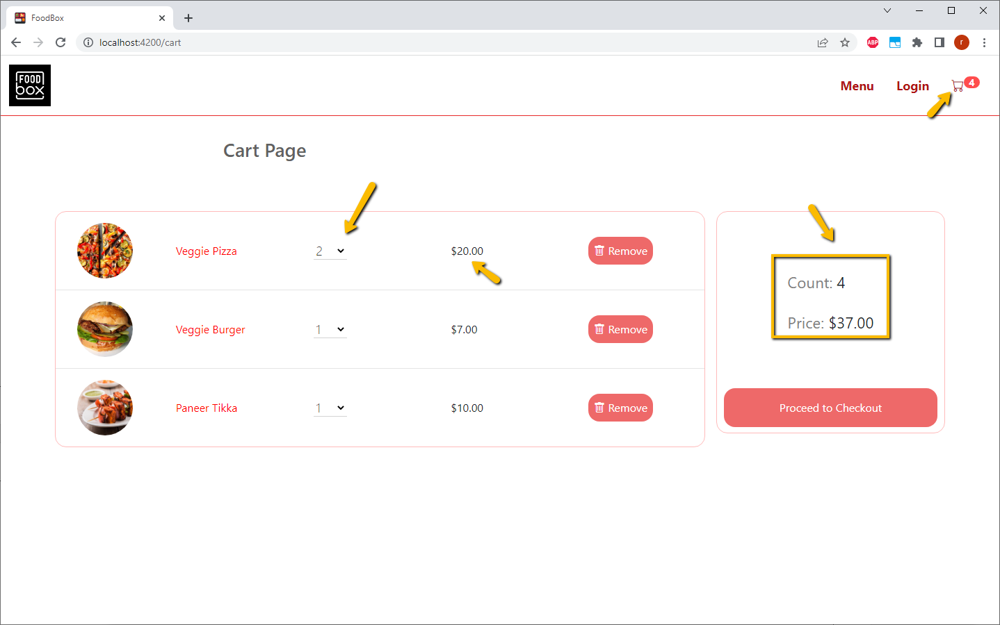 FoodBox
localhost:4200/cart
ABP
r
FOOD
box
Menu
Login
4
Cart Page
Veggie Pizza
2
$20.00
Remove
Veggie Burger
1
$7.00
Remove
Paneer Tikka
1
$10.00
Remove
Count: 4
Price: $37.00
Proceed to Checkout